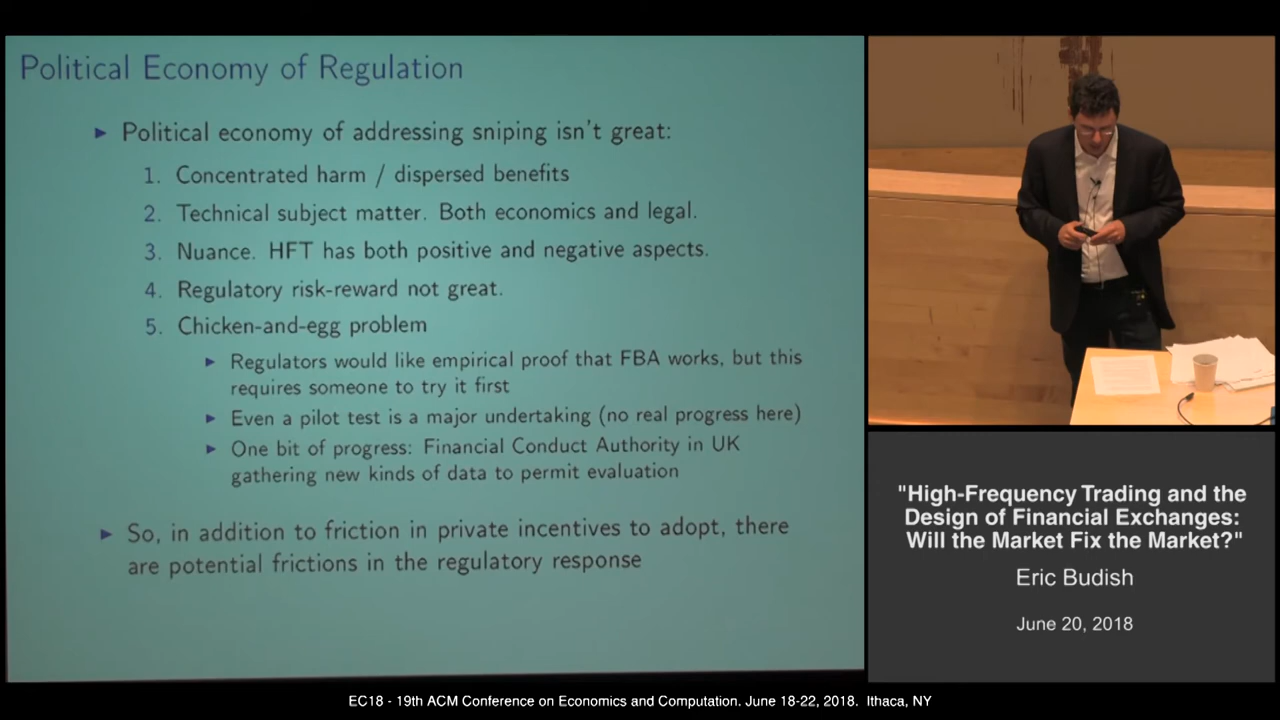 Political Economy of Regulation
► Political economy of addressing sniping isn't great:
1. Concentrated harm / dispersed benefits
2. Technical subject matter. Both economics and legal.
3. Nuance. HFT has both positive and negative aspects.
4. Regulatory risk-reward not great.
5. Chicken-and-egg problem
► Regulators would like empirical proof that FBA works, but this
requires someone to try it first
► Even a pilot test is a major undertaking (no real progress here)
► One bit of progress: Financial Conduct Authority in UK
gathering new kinds of data to permit evaluation
► So, in addition to friction in private incentives to adopt, there
are potential frictions in the regulatory response
"High-Frequency Trading and the
Design of Financial Exchanges:
Will the Market Fix the Market?"
Eric Budish
June 20, 2018
EC18 - 19th ACM Conference on Economics and Computation. June 18-22, 2018. Ithaca, NY